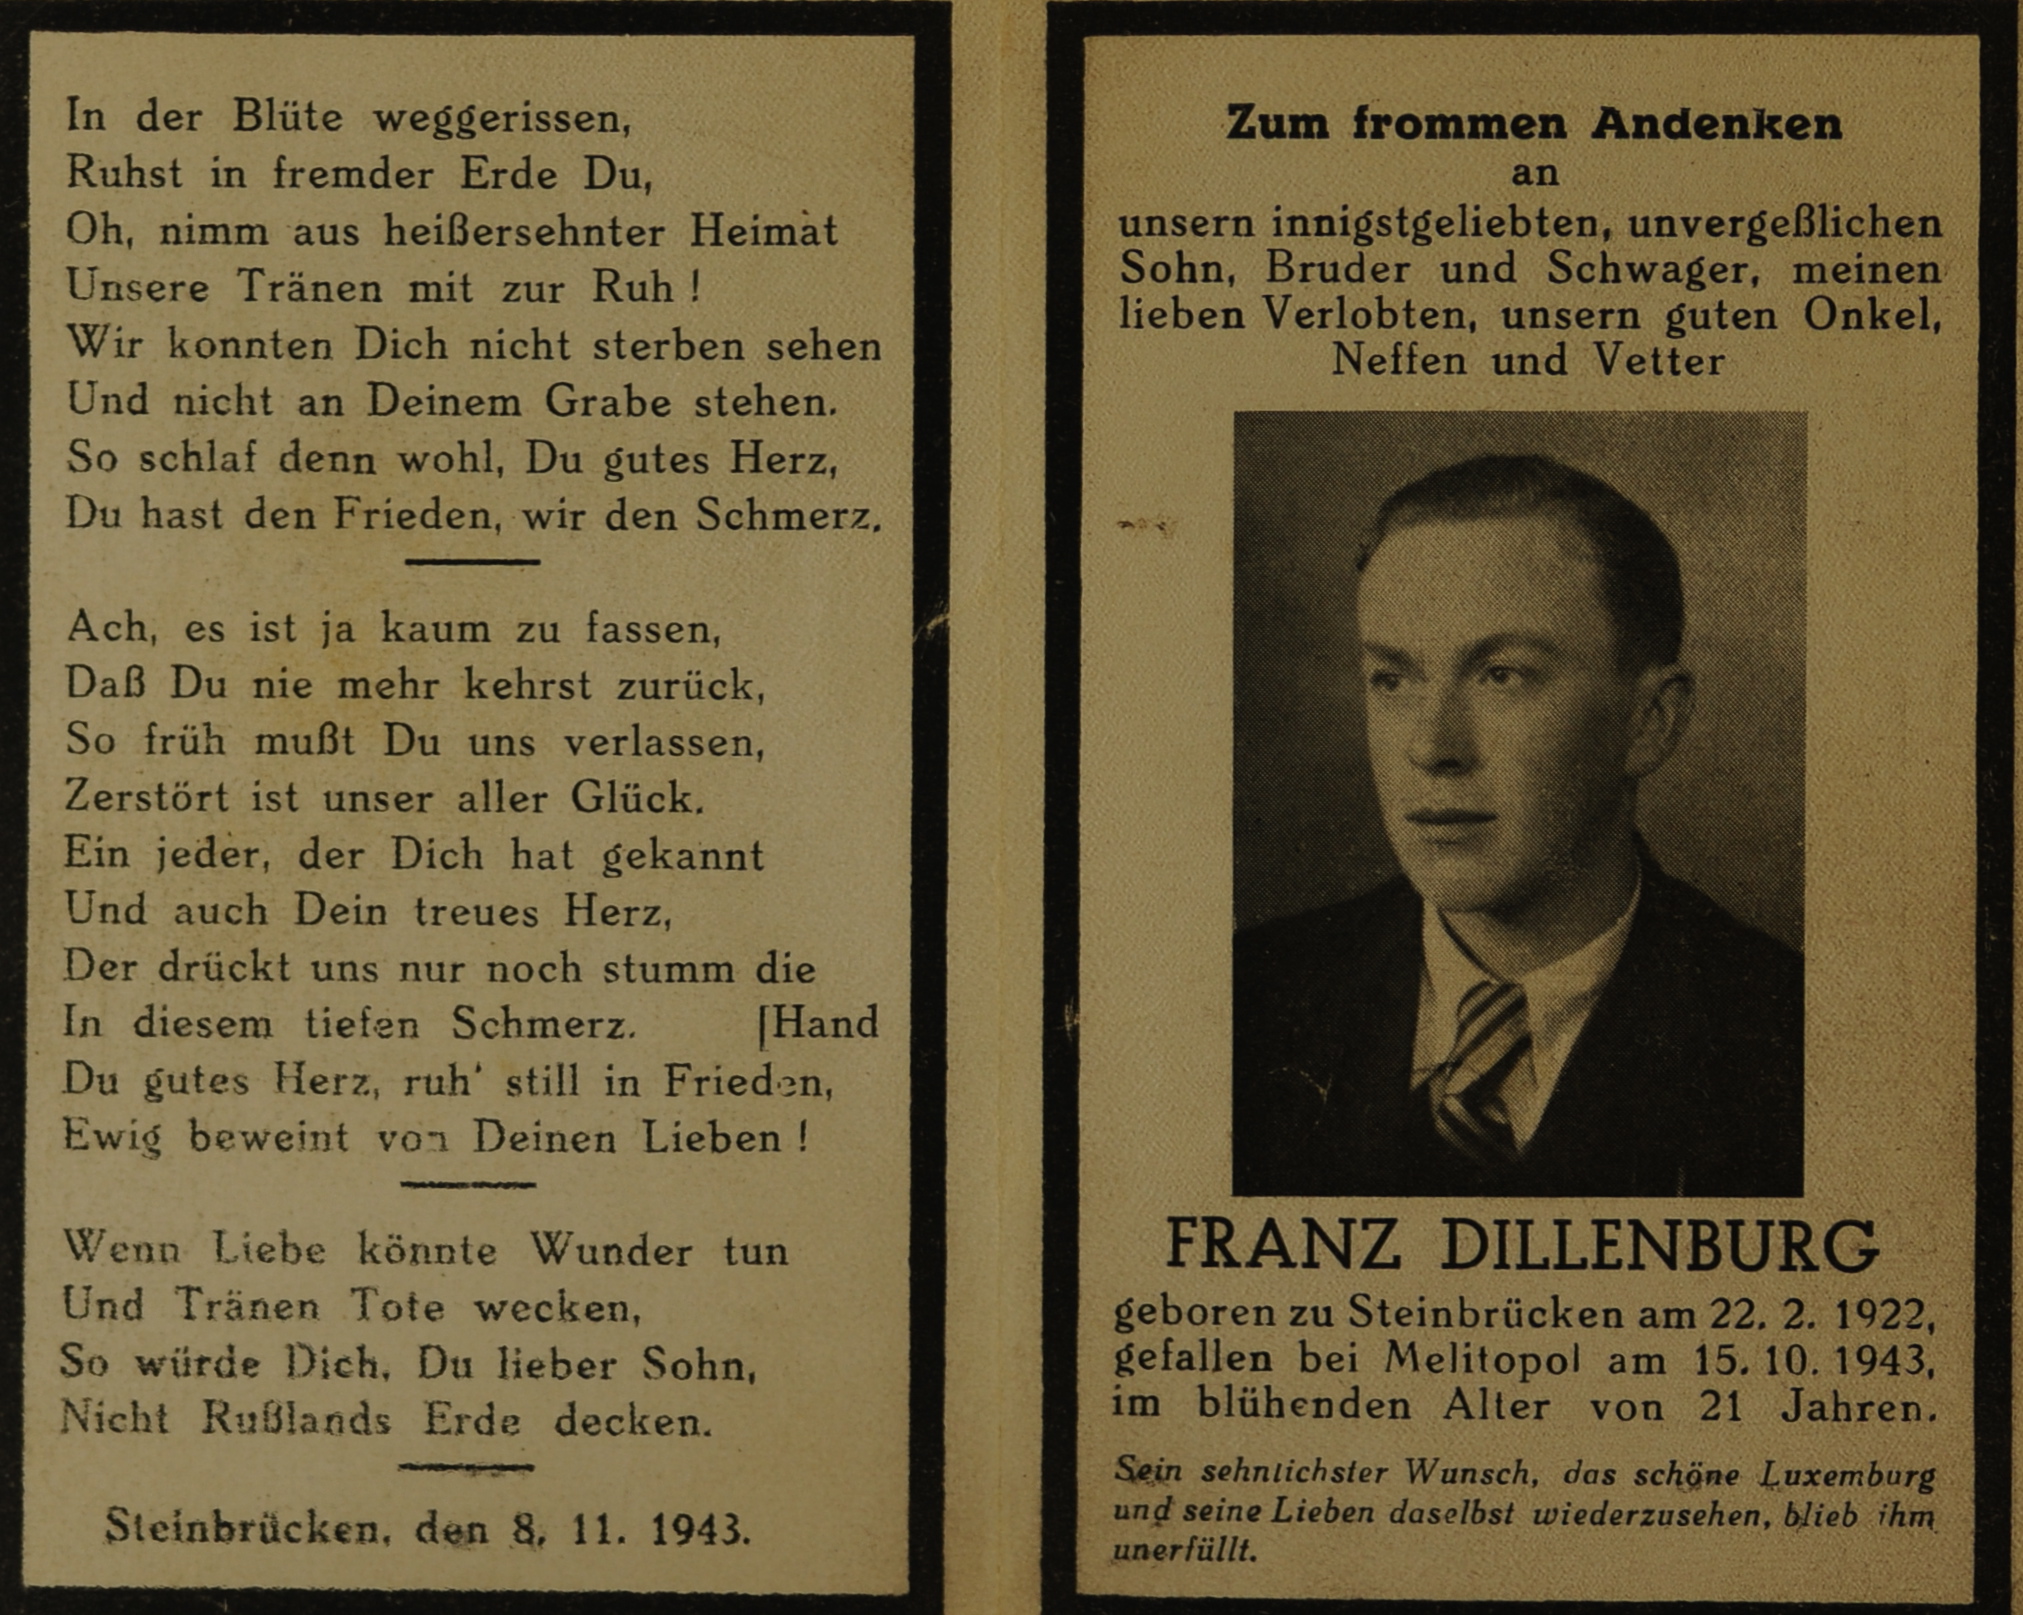 In der Blüte weggerissen,
Ruhst in fremder Erde Du,
Oh, nimm aus heißersehnter Heimat
Unsere Tränen mit zur Ruh !
Wir konnten Dich nicht sterben sehen
Und nicht an Deinem Grabe stehen.
So schlaf denn wohl, Du gutes Herz,
Du hast den Frieden, wir den Schmerz.
Ach, es ist ja kaum zu fassen,
Daß Du nie mehr kehrst zurück,
So früh mußt Du uns verlassen,
Zerstört ist unser aller Glück.
Ein jeder, der Dich hat gekannt
Und auch Dein treues Herz,
Der drückt uns nur noch stumm die
In diesem tiefen Schmerz. [Hand
Du gutes Herz, ruh' still in Frieden,
Ewig beweint von Deinen Lieben !
Wenn Liebe könnte Wunder tun
Und Tränen Tote wecken,
So würde Dich, Du lieber Sohn,
Nicht Rußlands Erde decken.
Steinbrücken, den 8. 11. 1943.
Zum frommen Andenken
an
unsern innigstgeliebten, unvergeßlichen
Sohn, Bruder und Schwager, meinen
lieben Verlobten, unsern guten Onkel,
Neffen und Vetter
FRANZ DILLENBURG
geboren zu Steinbrücken am 22. 2. 1922,
gefallen bei Melitopol am 15. 10. 1943,
im blühenden Alter von 21 Jahren.
Sein sehnlichster Wunsch, das schöne Luxemburg
und seine Lieben daselbst wiederzusehen, blieb ihm
unerfüllt.